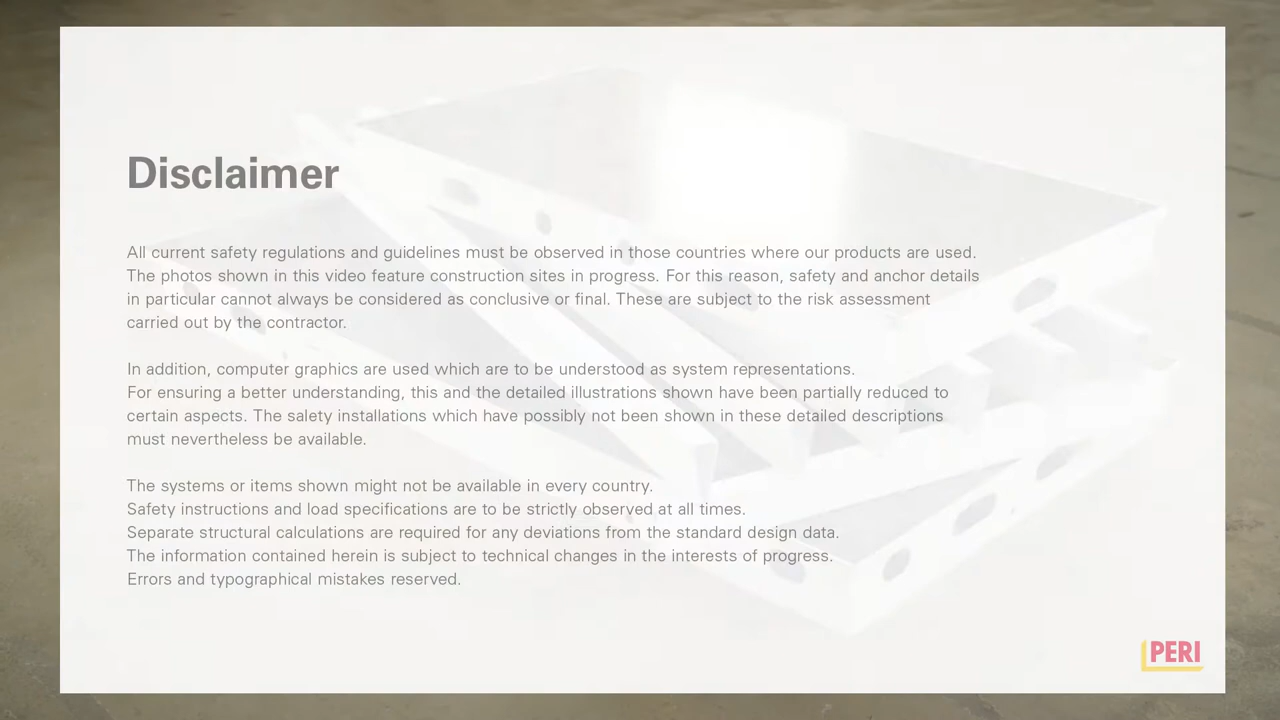 Disclaimer
All current safety regulations and guidelines must be observed in those countries where our products are used.
The photos shown in this video feature construction sites in progress. For this reason, safety and anchor details
in particular cannot always be considered as conclusive or final. These are subject to the risk assessment
carried out by the contractor.
In addition, computer graphics are used which are to be understood as system representations.
For ensuring a better understanding, this and the detailed illustrations shown have been partially reduced to
certain aspects. The salety installations which have possibly not been shown in these detailed descriptions
must nevertheless be available.
The systems or items shown might not be available in every country.
Safety instructions and load specifications are to be strictly observed at all times.
Separate structural calculations are required for any deviations from the standard design data.
The information contained herein is subject to technical changes in the interests of progress.
Errors and typographical mistakes reserved.
PERI